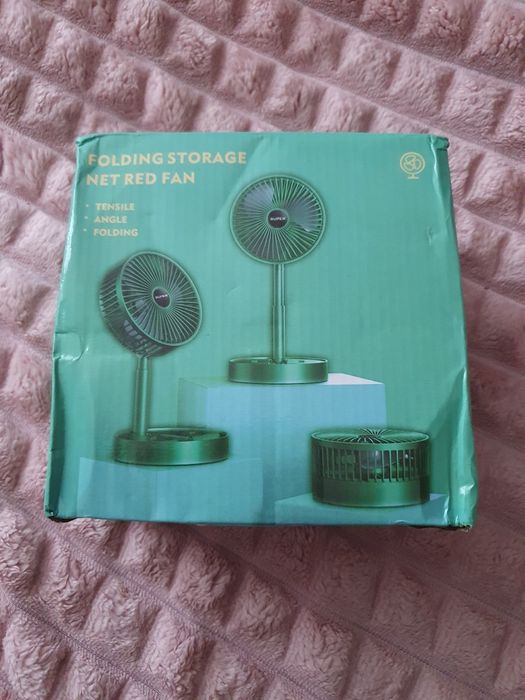 FOLDING STORAGE
NET RED FAN
• TENSILE
• ANGLE
• FOLDING